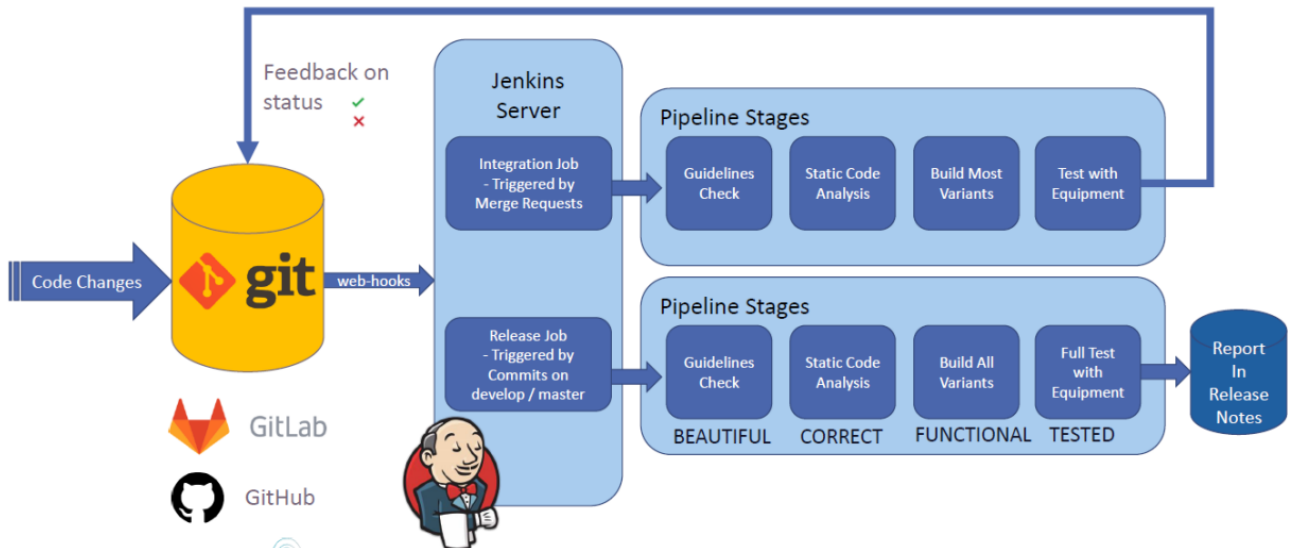 Feedback on
status
Jenkins
Server
Pipeline Stages
Integration Job
- Triggered by
Merge Requests
Guidelines
Check
Static Code
Analysis
Build Most
Variants
Test with
Equipment
Code Changes
git
web-hooks
Pipeline Stages
Release Job
- Triggered by
Commits on
develop / master
Guidelines
Check
Static Code
Analysis
Build All
Variants
Full Test
with
Equipment
Report
In
Release
Notes
BEAUTIFUL
CORRECT
FUNCTIONAL
TESTED
GitLab
GitHub